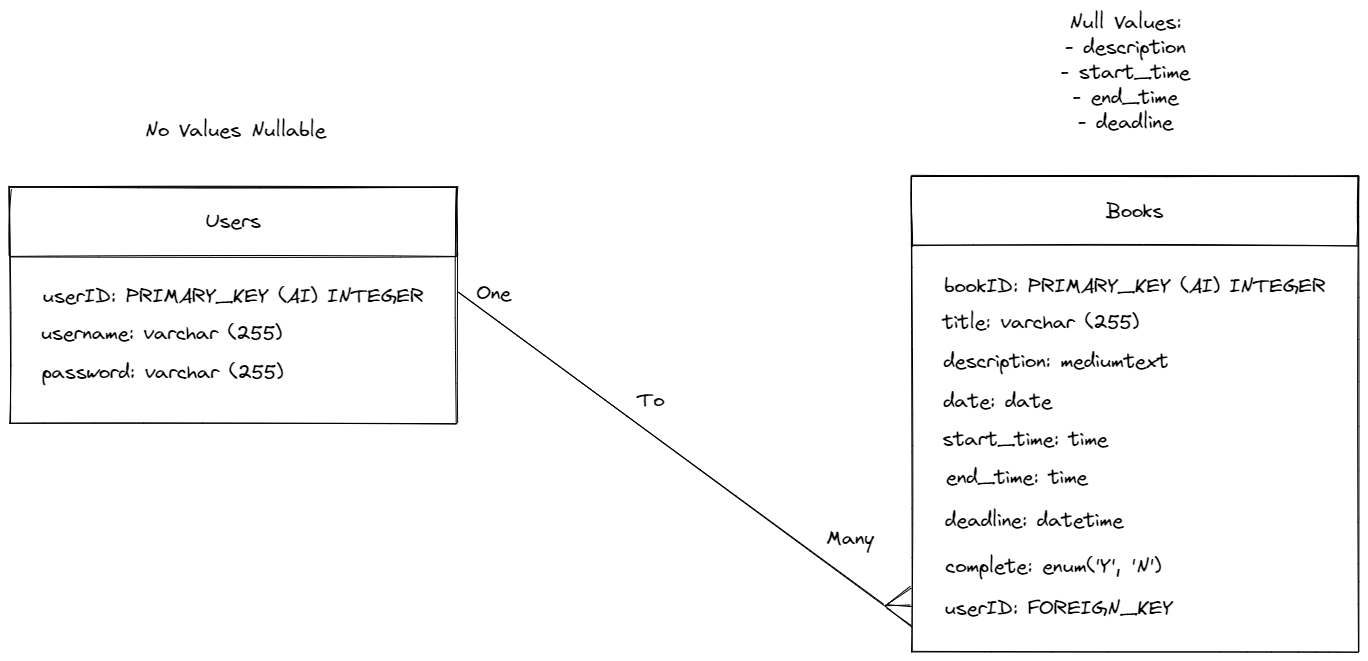 No Values Nullable
Users
userID: PRIMARY_KEY (AI) INTEGER
username: varchar (255)
password: varchar (255)
One
To
Many
Null Values:
- description
- start_time
- end_time
- deadline
Books
bookID: PRIMARY_KEY (AI) INTEGER
title: varchar (255)
description: mediumtext
date: date
start_time: time
end_time: time
deadline: datetime
complete: enum('Y', 'N')
userID: FOREIGN_KEY